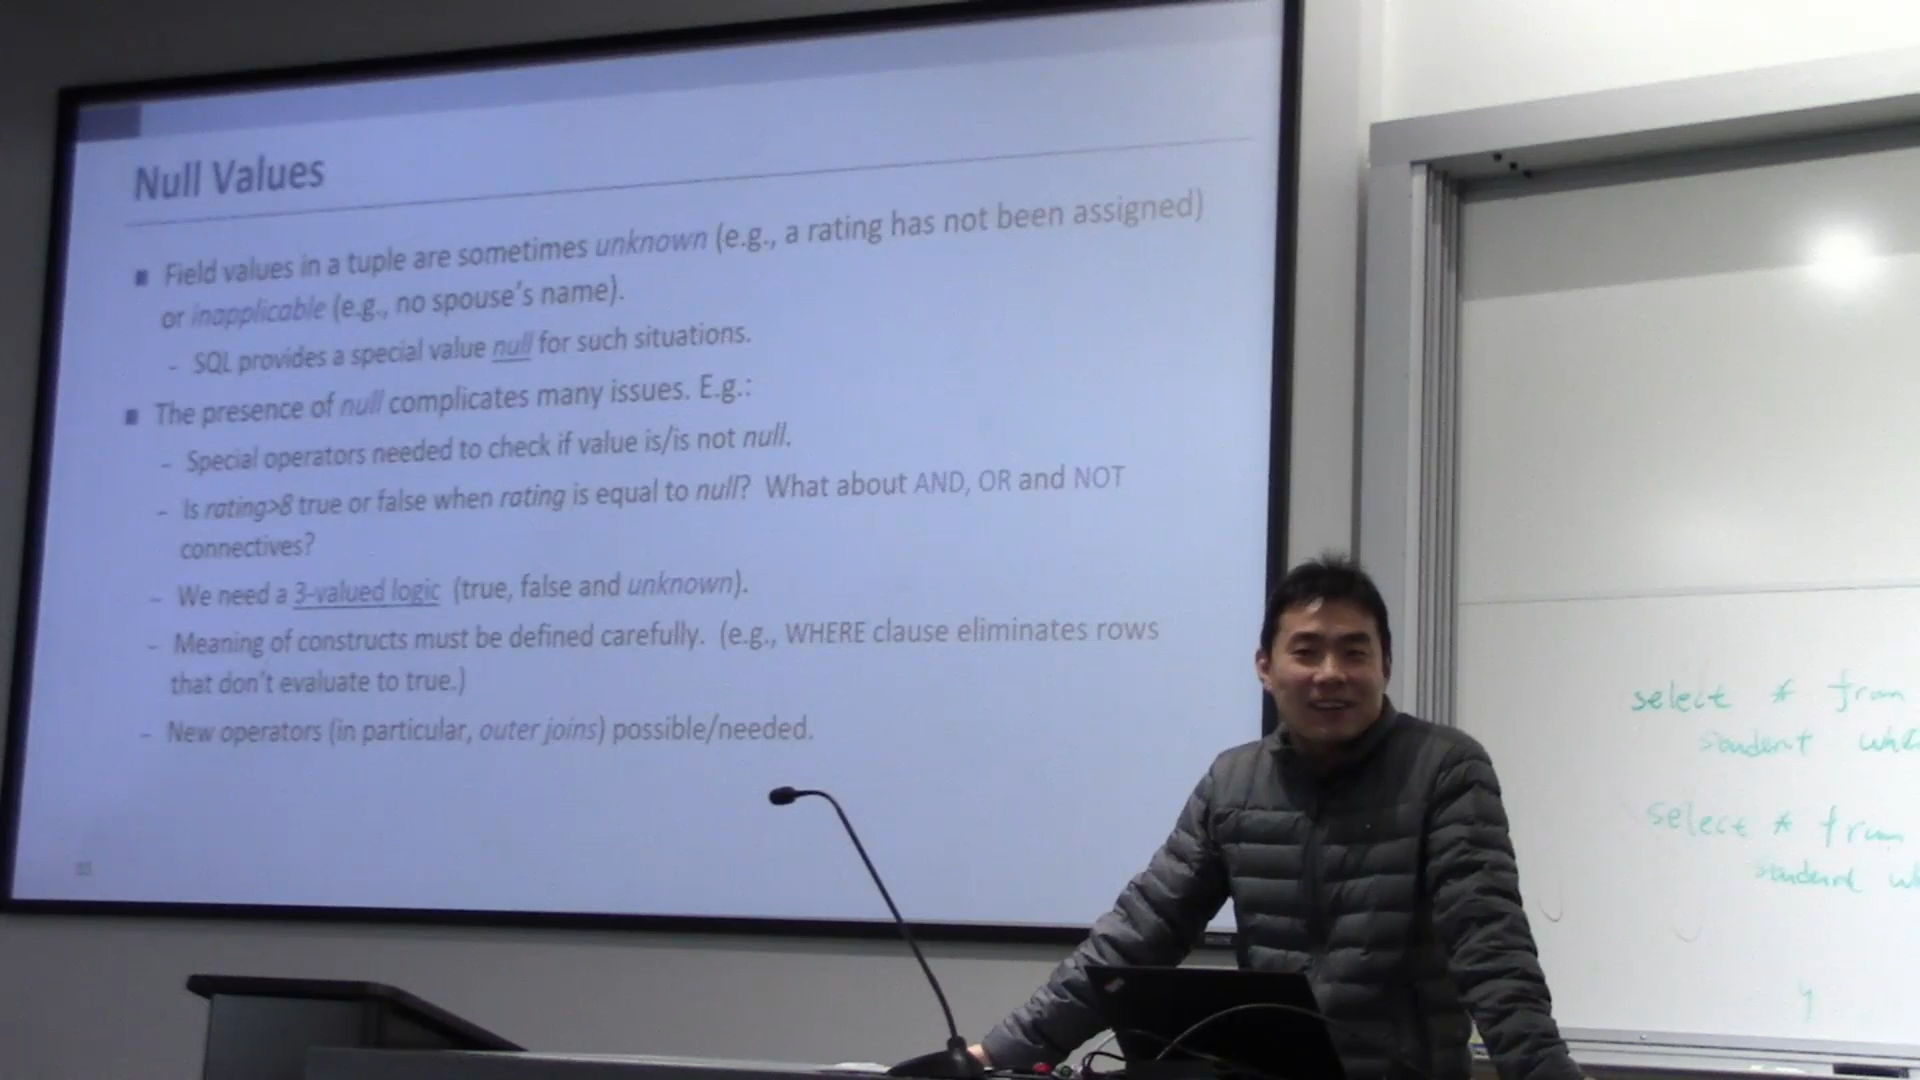 Null Values
■ Field values in a tuple are sometimes unknown (e.g., a rating has not been assigned)
or inapplicable (e.g., no spouse's name).
– SQL provides a special value null for such situations.
■ The presence of null complicates many issues. E.g.:
– Special operators needed to check if value is/is not null.
– Is rating>8 true or false when rating is equal to null? What about AND, OR and NOT
connectives?
– We need a 3-valued logic (true, false and unknown).
– Meaning of constructs must be defined carefully. (e.g., WHERE clause eliminates rows
that don't evaluate to true.)
– New operators (in particular, outer joins) possible/needed.
select * from
student
select * from
student